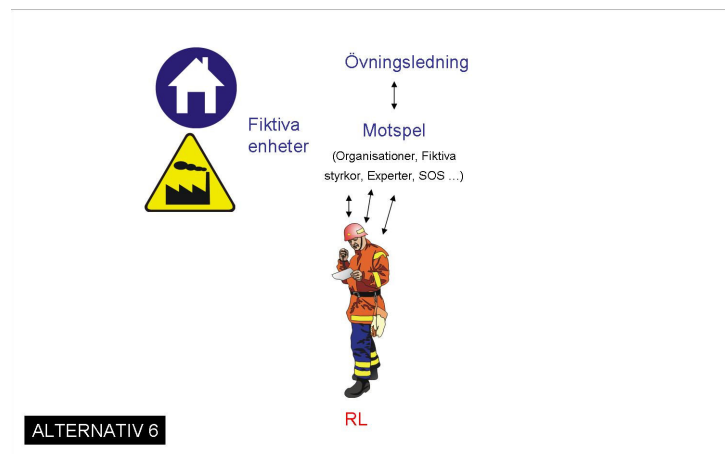 Övningsledning
Fiktiva
enheter
Motspel
(Organisationer, Fiktiva
styrkor, Experter, SOS ...)
RL
ALTERNATIV 6